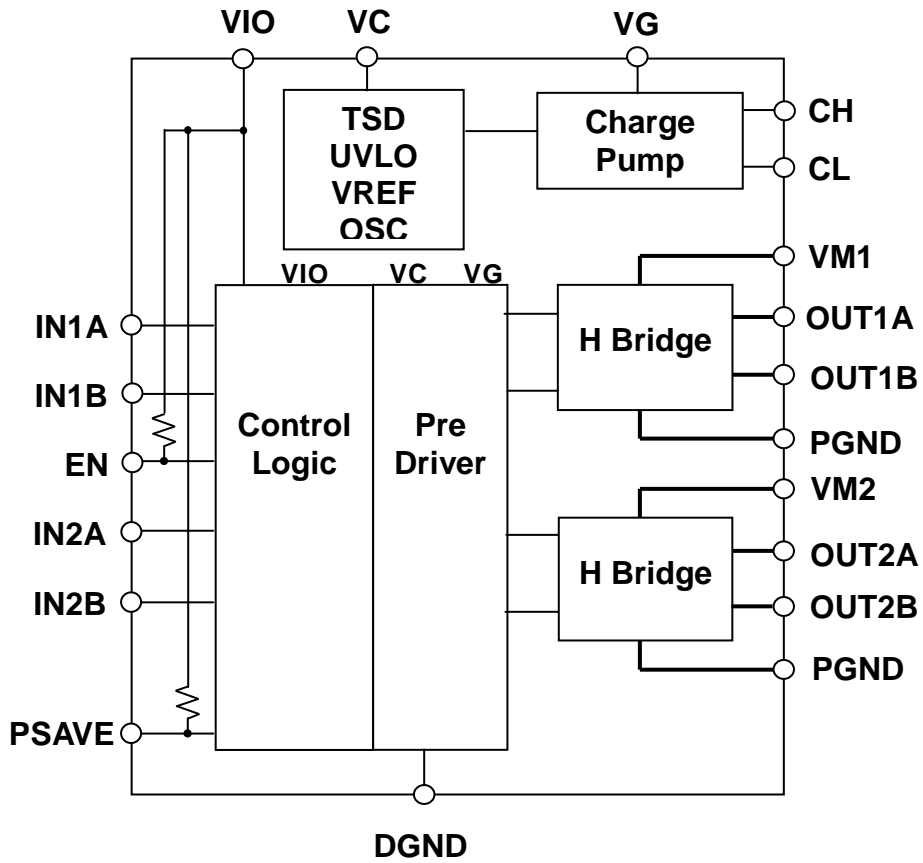 VIO
VC
VG
TSD
UVLO
VREF
OSC
Charge
Pump
CH
CL
VM1
VIO
VC
VG
IN1A
OUT1A
H Bridge
IN1B
OUT1B
Control
Logic
Pre
Driver
PGND
EN
VM2
IN2A
OUT2A
H Bridge
IN2B
OUT2B
PGND
PSAVE
DGND